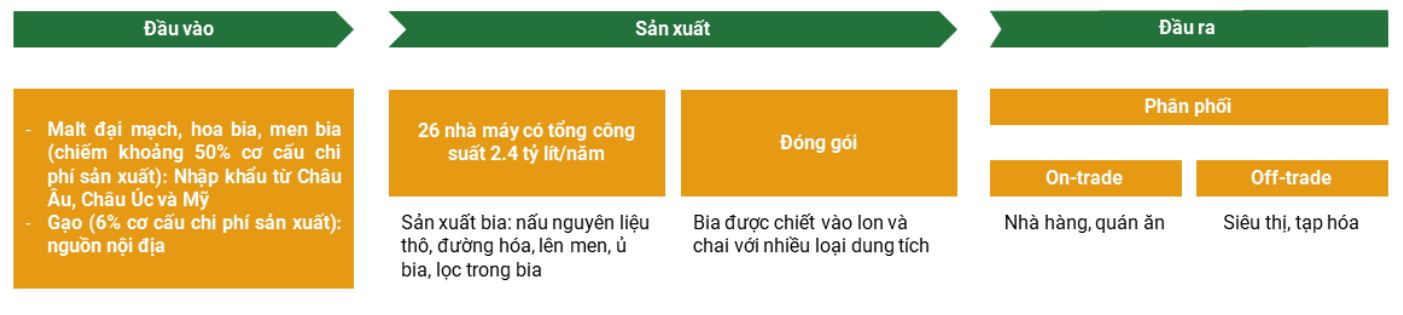 Đầu vào
Sản xuất
Đầu ra
- Malt đại mạch, hoa bia, men bia
(chiếm khoảng 50% cơ cấu chi
phí sản xuất): Nhập khẩu từ Châu
Âu, Châu Úc và Mỹ
- Gạo (6% cơ cấu chi phí sản xuất):
nguồn nội địa
26 nhà máy có tổng công
suất 2.4 tỷ lít/năm
Sản xuất bia: nấu nguyên liệu
thô, đường hóa, lên men, ủ
bia, lọc trong bia
Đóng gói
Bia được chiết vào lon và
chai với nhiều loại dung tích
Phân phối
On-trade
Nhà hàng, quán ăn
Off-trade
Siêu thị, tạp hóa